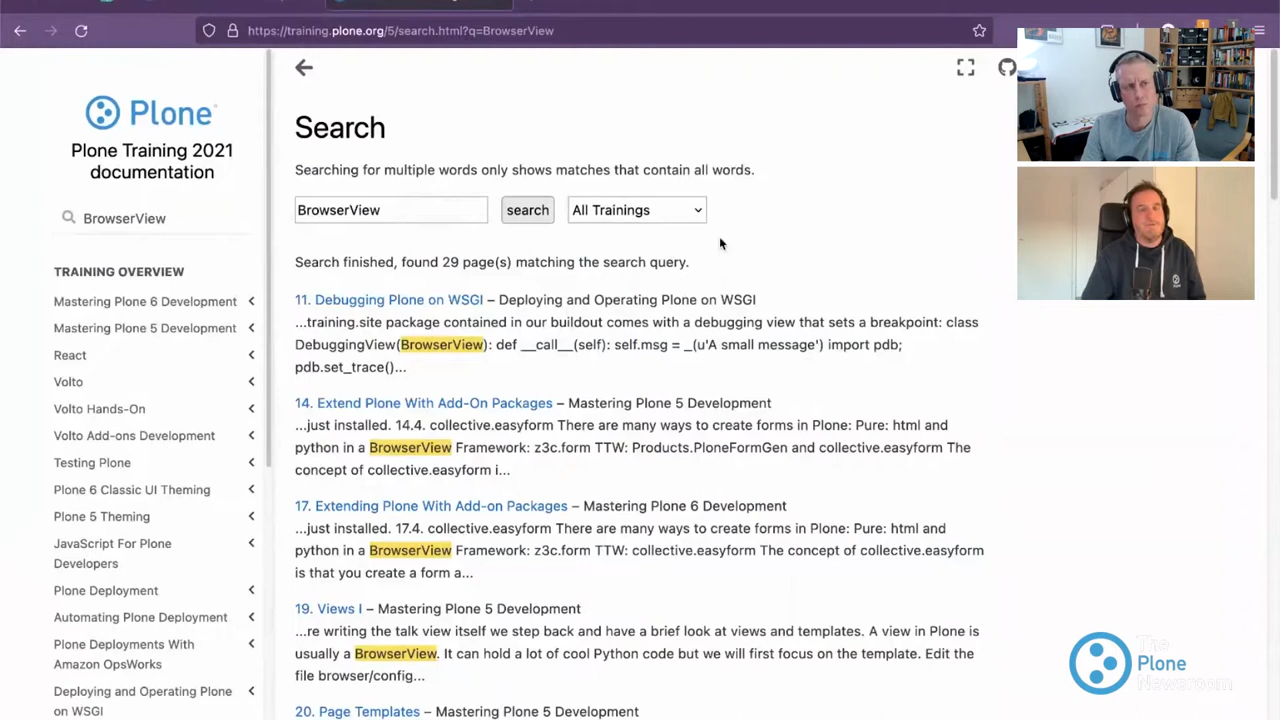 https://training.plone.org/5/search.html?q=BrowserView
Plone
Plone Training 2021
documentation
BrowserView
TRAINING OVERVIEW
Mastering Plone 6 Development
Mastering Plone 5 Development
React
Volto
Volto Hands-On
Volto Add-ons Development
Testing Plone
Plone 6 Classic UI Theming
Plone 5 Theming
JavaScript For Plone
Developers
Plone Deployment
Automating Plone Deployment
Plone Deployments With
Amazon OpsWorks
Deploying and Operating Plone
on WSGI
Search
Searching for multiple words only shows matches that contain all words.
BrowserView search All Trainings
Search finished, found 29 page(s) matching the search query.
11. Debugging Plone on WSGI – Deploying and Operating Plone on WSGI
...training.site package contained in our buildout comes with a debugging view that sets a breakpoint: class
DebuggingView(BrowserView): def __call__(self): self.msg = _(u'A small message') import pdb;
pdb.set_trace()...
14. Extend Plone With Add-On Packages – Mastering Plone 5 Development
...just installed. 14.4. collective.easyform There are many ways to create forms in Plone: Pure: html and
python in a BrowserView Framework: z3c.form TTW: Products.PloneFormGen and collective.easyform The
concept of collective.easyform i...
17. Extending Plone With Add-on Packages – Mastering Plone 6 Development
...just installed. 17.4. collective.easyform There are many ways to create forms in Plone: Pure: html and
python in a BrowserView Framework: z3c.form TTW: collective.easyform The concept of collective.easyform
is that you create a form a...
19. Views I – Mastering Plone 5 Development
...re writing the talk view itself we step back and have a brief look at views and templates. A view in Plone is
usually a BrowserView. It can hold a lot of cool Python code but we will first focus on the template. Edit the
file browser/config...
20. Page Templates – Mastering Plone 5 Development
The
Plone
Newsroom